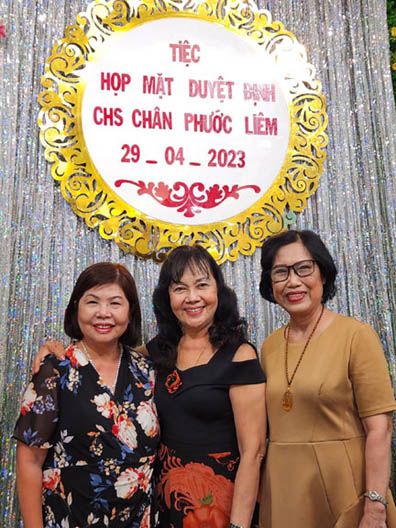 TIỆC
HỌP MẶT DUYỆT ĐỊNH
CHS CHÂN PHƯỚC LIÊM
29 _ 04 _ 2023